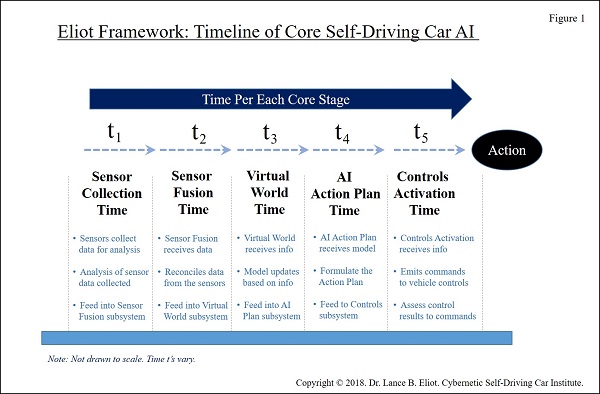 Figure 1
Eliot Framework: Timeline of Core Self-Driving Car AI
Time Per Each Core Stage
t1 t2 t3 t4 t5
Action
Sensor
Collection
Time
Sensor
Fusion
Time
Virtual
World
Time
AI
Action Plan
Time
Controls
Activation
Time
• Sensors collect
data for analysis
• Analysis of sensor
data collected
• Feed into Sensor
Fusion subsystem
• Sensor Fusion
receives data
• Reconciles data
from the sensors
• Feed into Virtual
World subsystem
• Virtual World
receives info
• Model updates
based on info
• Feed into AI
Plan subsystem
• AI Action Plan
receives model
• Formulate the
Action Plan
• Feed to Controls
subsystem
• Controls Activation
receives info
• Emits commands
to vehicle controls
• Assess control
results to commands
Note: Not drawn to scale. Time t's vary.
Copyright © 2018. Dr. Lance B. Eliot. Cybernetic Self-Driving Car Institute.